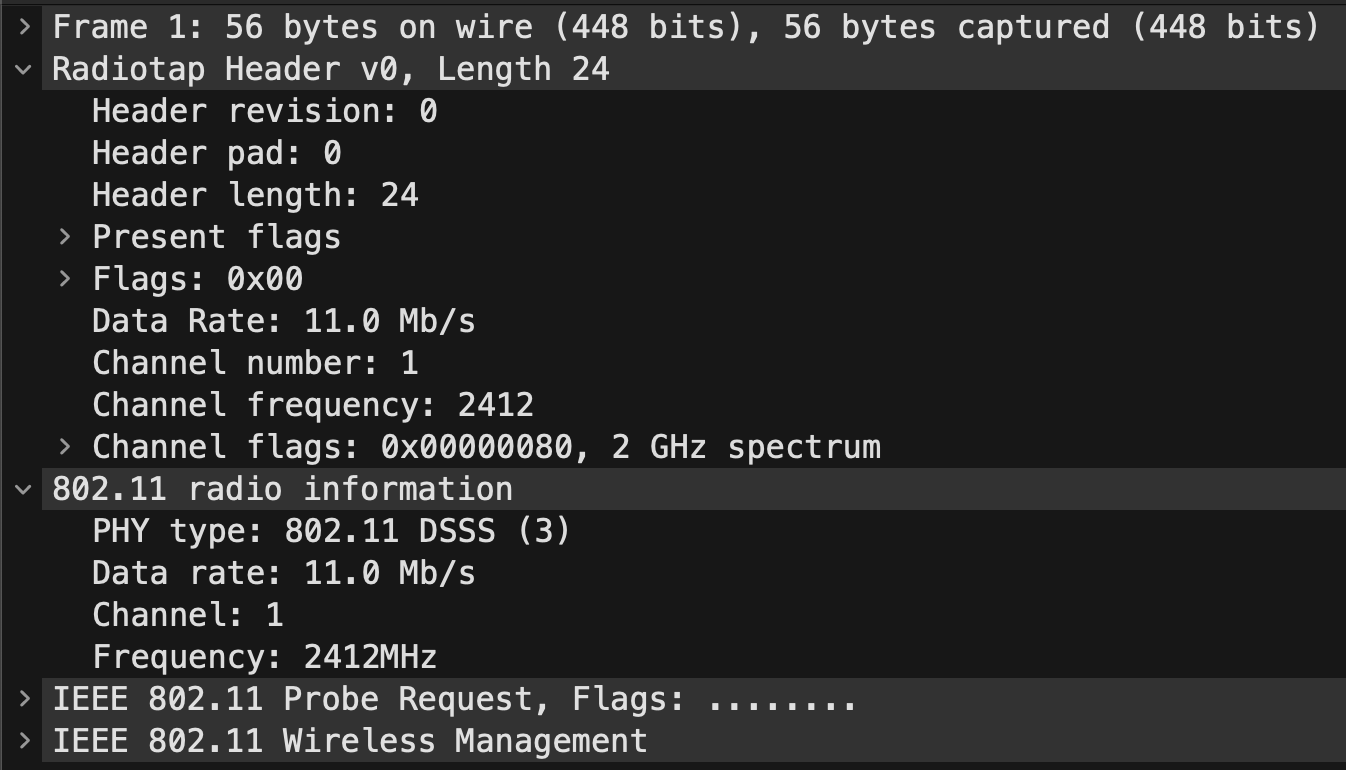 Frame 1: 56 bytes on wire (448 bits), 56 bytes captured (448 bits)
Radiotap Header v0, Length 24
Header revision: 0
Header pad: 0
Header length: 24
Present flags
Flags: 0x00
Data Rate: 11.0 Mb/s
Channel number: 1
Channel frequency: 2412
Channel flags: 0x00000080, 2 GHz spectrum
802.11 radio information
PHY type: 802.11 DSSS (3)
Data rate: 11.0 Mb/s
Channel: 1
Frequency: 2412MHz
IEEE 802.11 Probe Request, Flags: ........
IEEE 802.11 Wireless Management